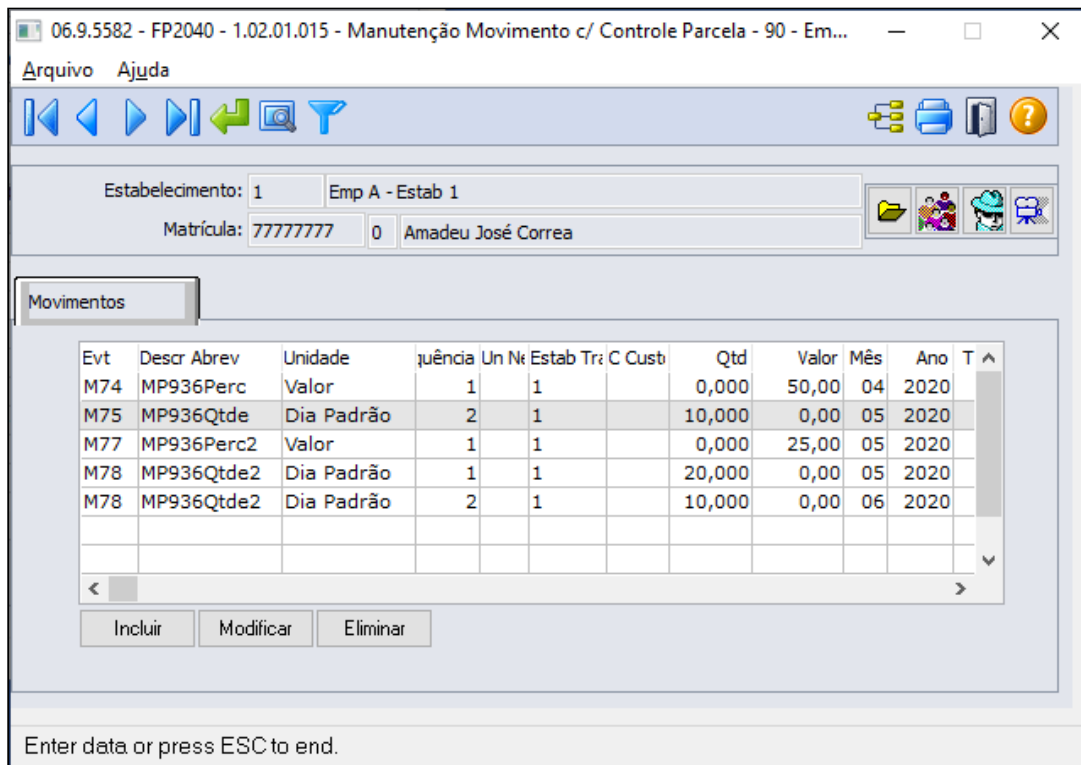 06.9.5582 - FP2040 - 1.02.01.015 - Manutenção Movimento c/ Controle Parcela - 90 - Em...
Arquivo Ajuda
Estabelecimento: 1 Emp A - Estab 1
Matrícula: 77777777 0 Amadeu José Correa
Movimentos
Evt Descr Abrev Unidade quência Un Ne Estab Tra C Custo Qtd Valor Mês Ano T
M74 MP936Perc Valor 1 1 0,000 50,00 04 2020
M75 MP936Qtde Dia Padrão 2 1 10,000 0,00 05 2020
M77 MP936Perc2 Valor 1 1 0,000 25,00 05 2020
M78 MP936Qtde2 Dia Padrão 1 1 20,000 0,00 05 2020
M78 MP936Qtde2 Dia Padrão 2 1 10,000 0,00 06 2020
Incluir Modificar Eliminar
Enter data or press ESC to end.